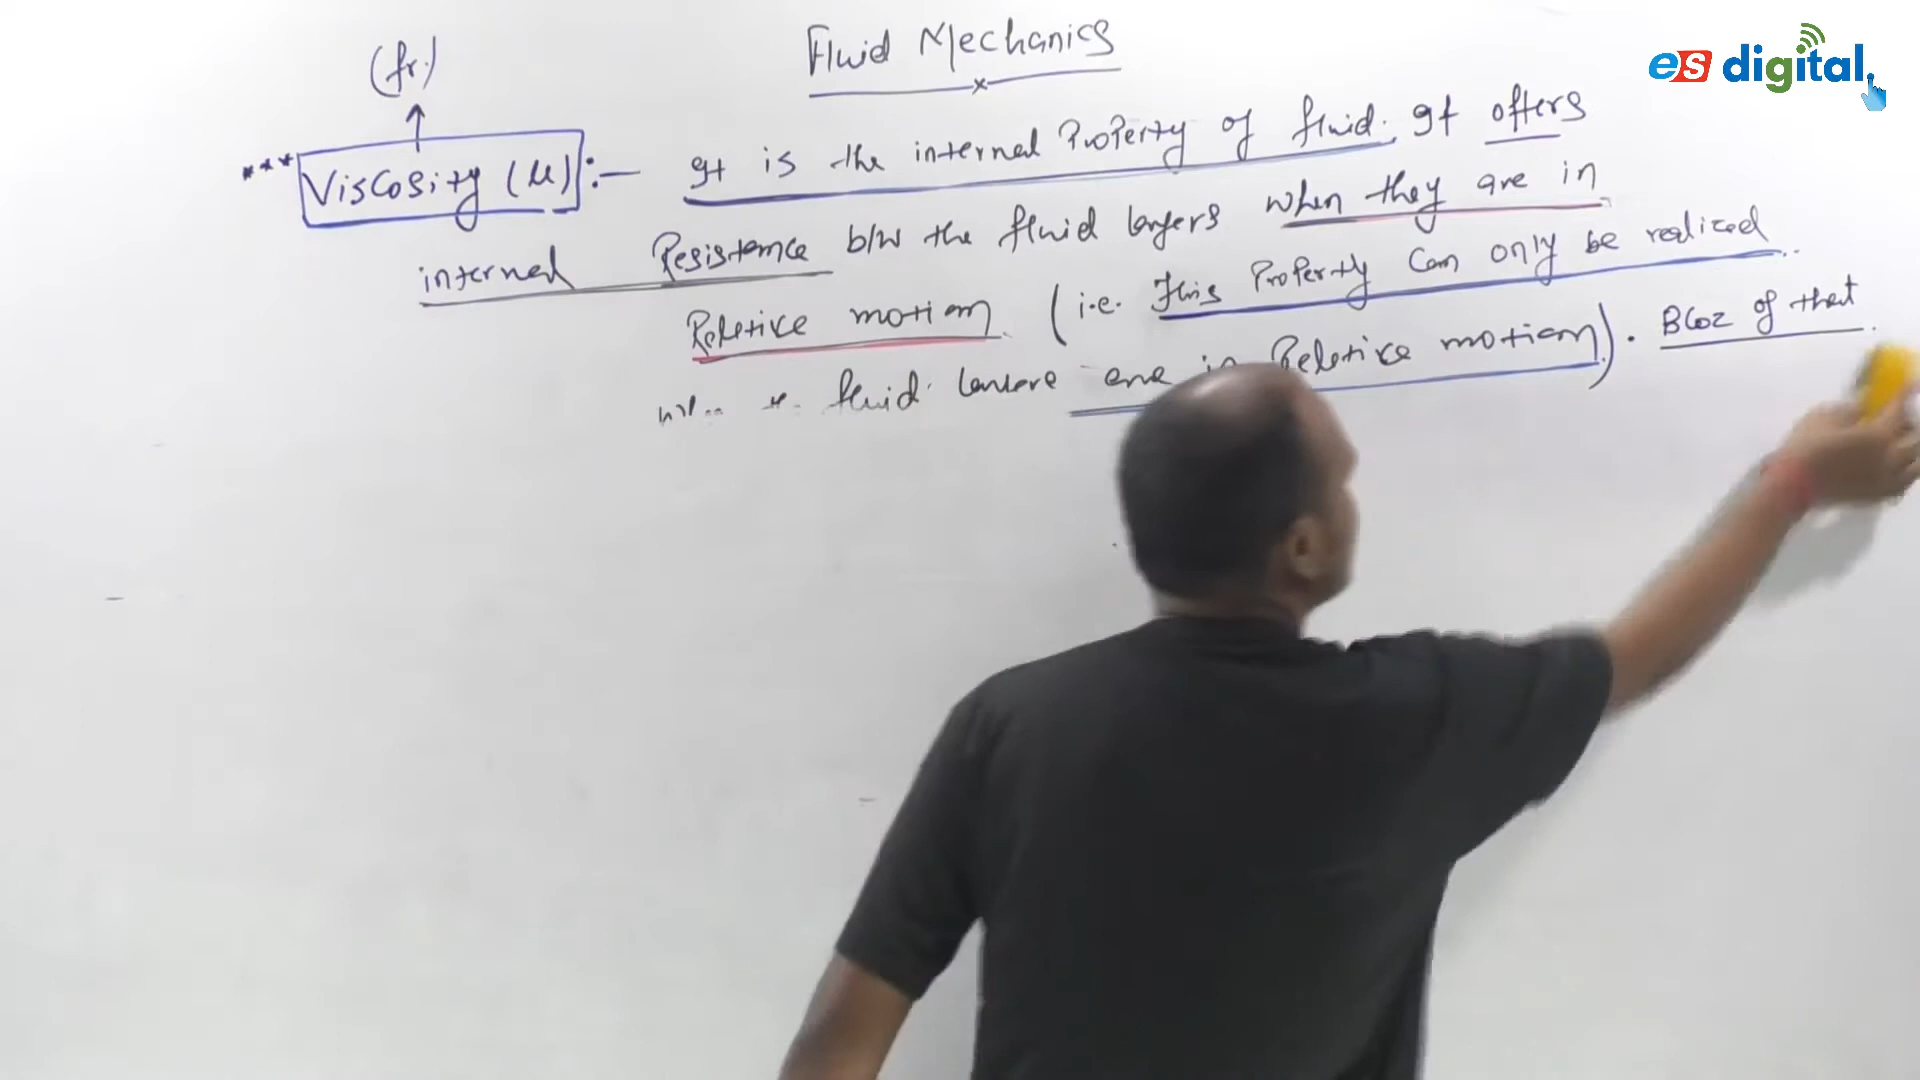 Fluid Mechanics
es digital
(fr.)
*** Viscosity (μ) :- It is the internal Property of fluid. It offers
internal Resistance b/w the fluid layers when they are in
Relative motion (i.e. This Property can only be realized
fluid layers are in Relative motion). Bcoz of that